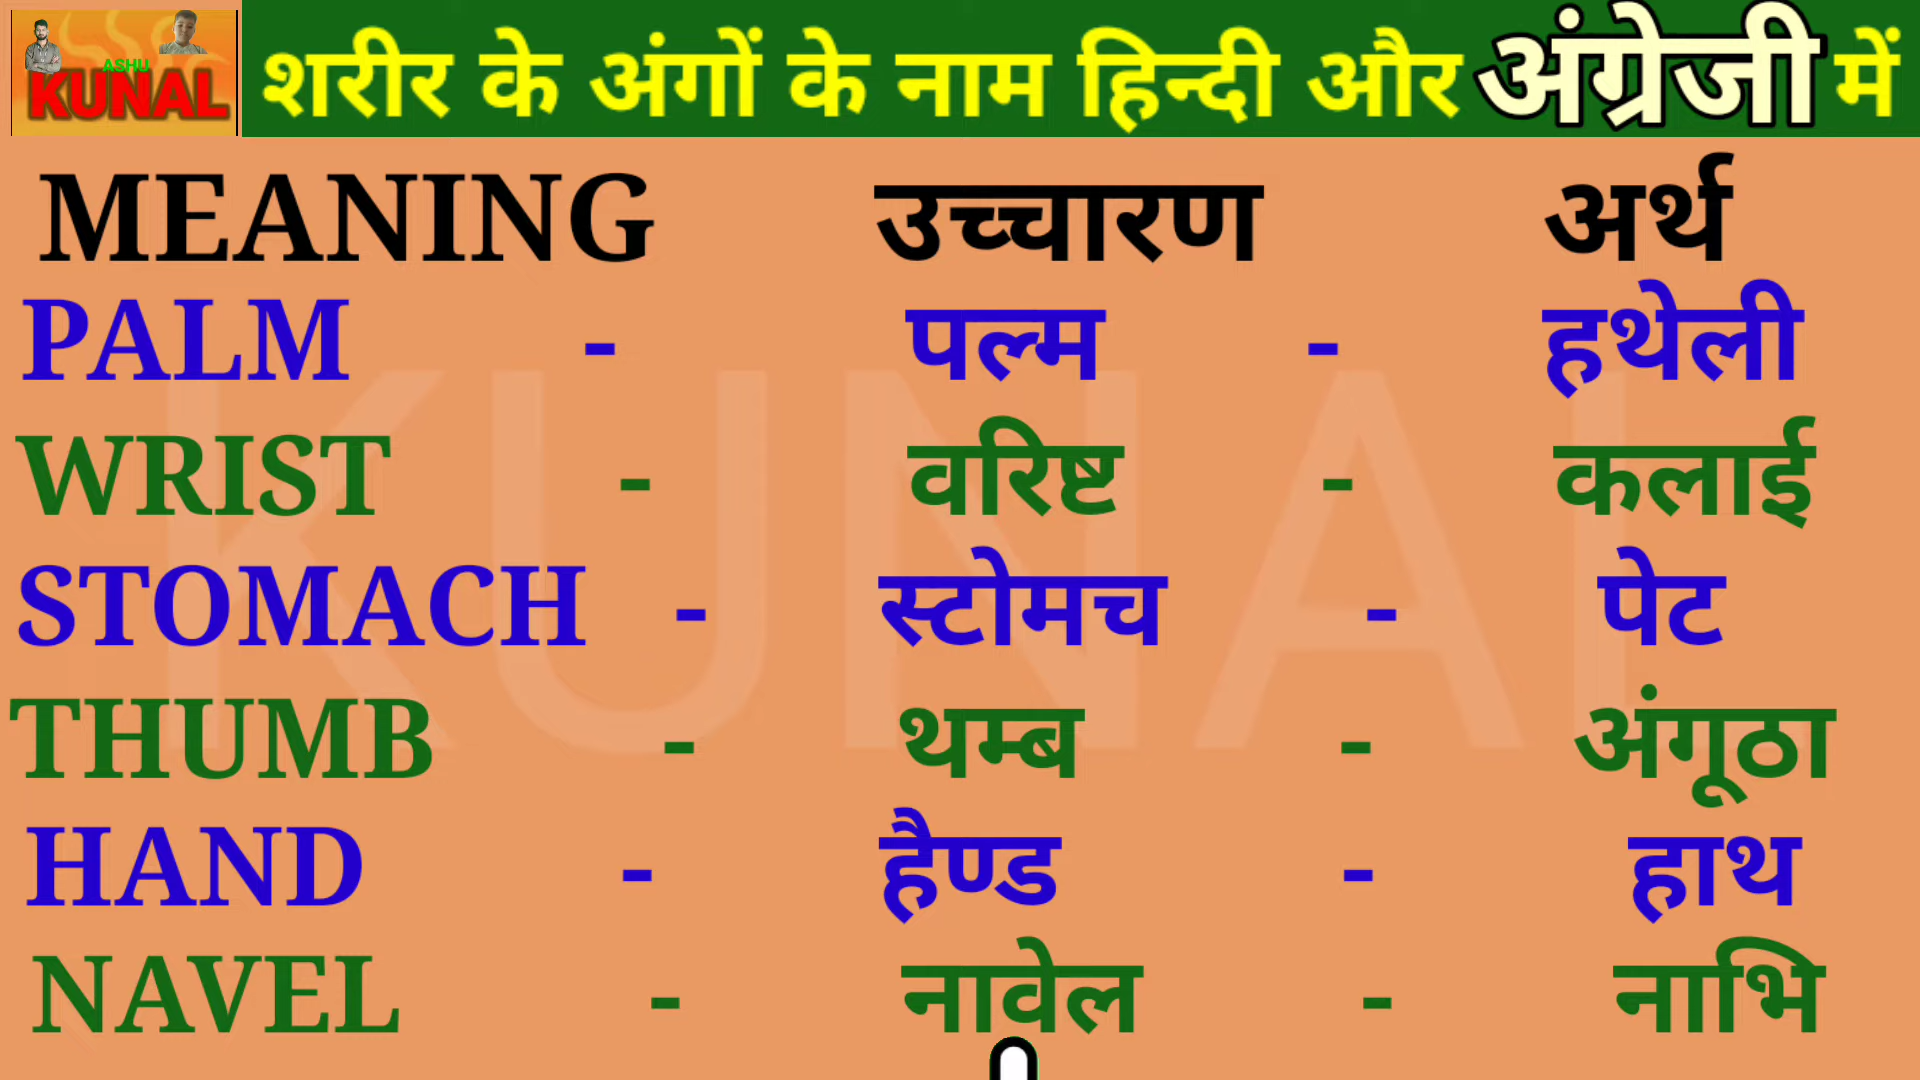 ASHU
KUNAL
शरीर के अंगों के नाम हिन्दी और अंग्रेजी में
MEANING उच्चारण अर्थ
PALM - पल्म - हथेली
WRIST - वरिष्ट - कलाई
STOMACH - स्टोमच - पेट
THUMB - थम्ब - अंगूठा
HAND - हैण्ड - हाथ
NAVEL - नावेल - नाभि
KUNAL